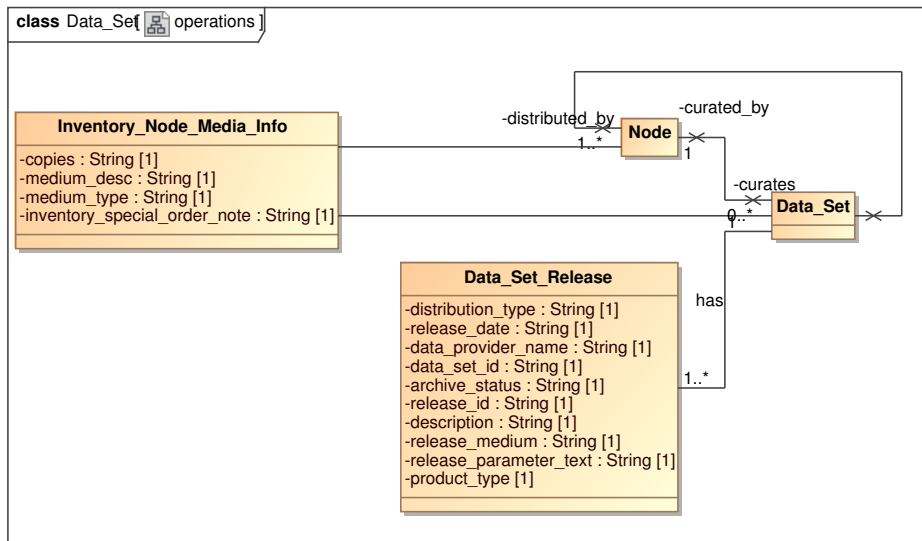 class Data_Set[ operations ]
Inventory_Node_Media_Info
-copies : String [1]
-medium_desc : String [1]
-medium_type : String [1]
-inventory_special_order_note : String [1]
-distributed_by
1..*
Node
-curated_by
1
-curates
0..*
1
Data_Set
Data_Set_Release
-distribution_type : String [1]
-release_date : String [1]
-data_provider_name : String [1]
-data_set_id : String [1]
-archive_status : String [1]
-release_id : String [1]
-description : String [1]
-release_medium : String [1]
-release_parameter_text : String [1]
-product_type [1]
has
1..*